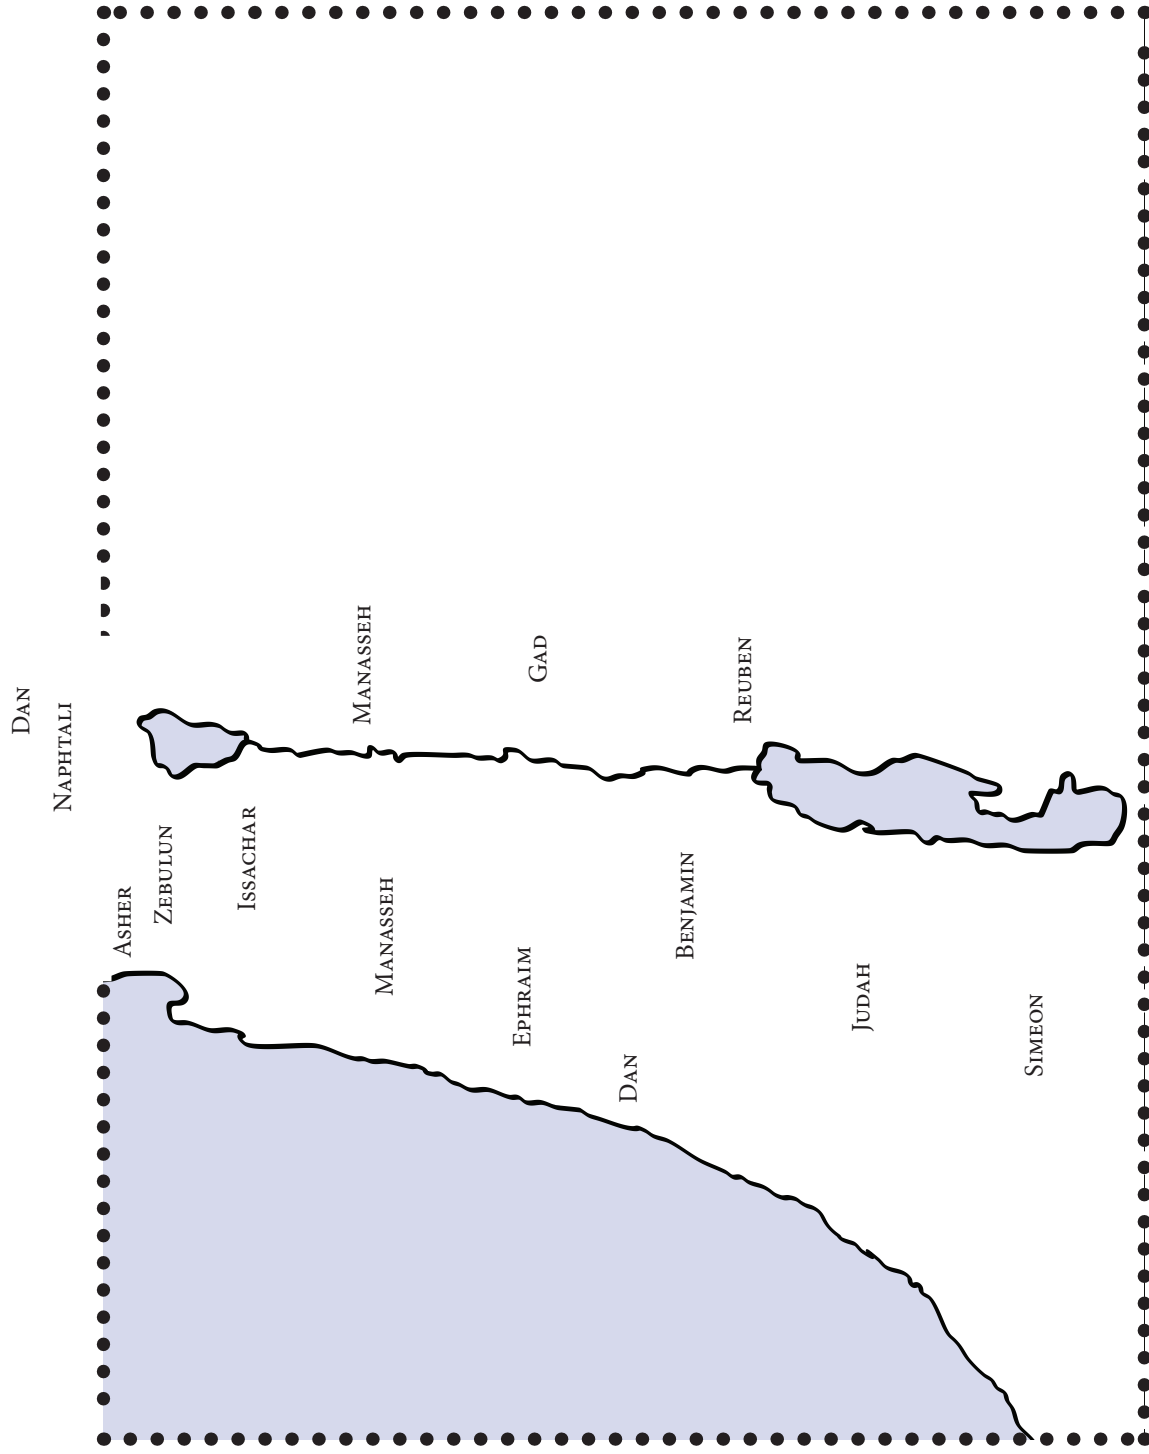 Dan
Naphtali
Asher
Zebulun
Issachar
Manasseh
Manasseh
Ephraim
Gad
Dan
Benjamin
Reuben
Judah
Simeon